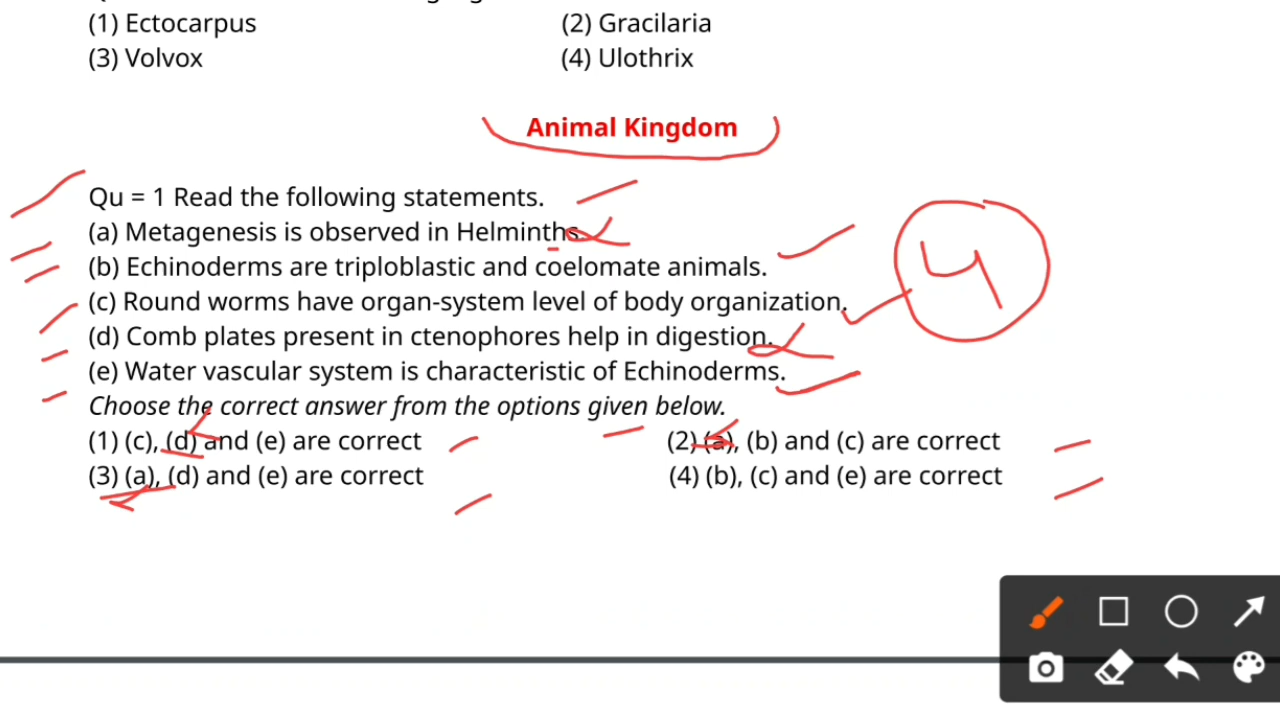 (1) Ectocarpus (2) Gracilaria
(3) Volvox (4) Ulothrix
Animal Kingdom
Qu = 1 Read the following statements.
(a) Metagenesis is observed in Helminths.
(b) Echinoderms are triploblastic and coelomate animals.
(c) Round worms have organ-system level of body organization.
(d) Comb plates present in ctenophores help in digestion.
(e) Water vascular system is characteristic of Echinoderms.
Choose the correct answer from the options given below.
(1) (c), (d) and (e) are correct (2) (a), (b) and (c) are correct
(3) (a), (d) and (e) are correct (4) (b), (c) and (e) are correct
4